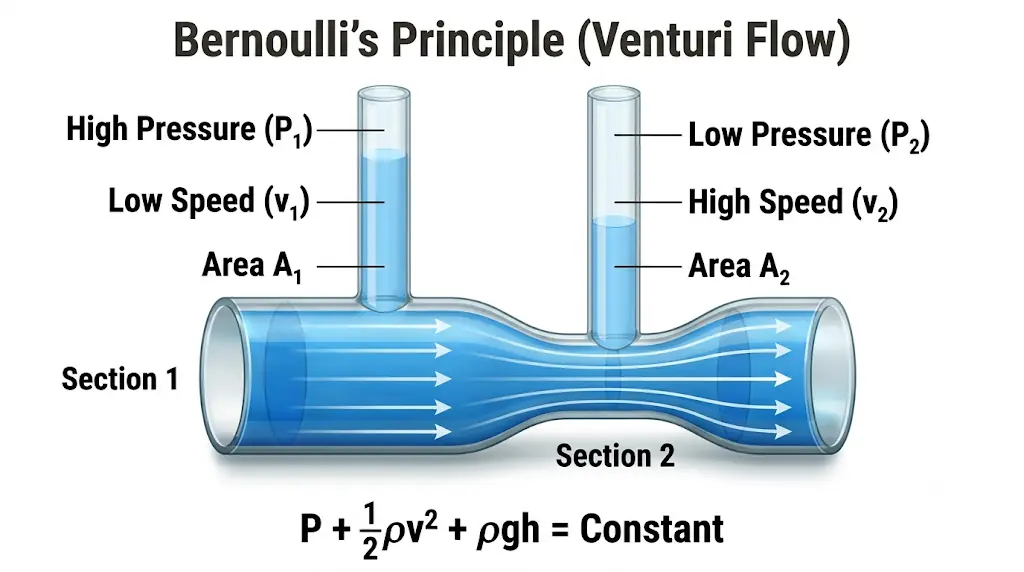 Bernoulli’s Principle (Venturi Flow)
High Pressure (P₁)
Low Speed (v₁)
Area A₁
Low Pressure (P₂)
High Speed (v₂)
Area A₂
Section 1
Section 2
P + ½ρv² + ρgh = Constant